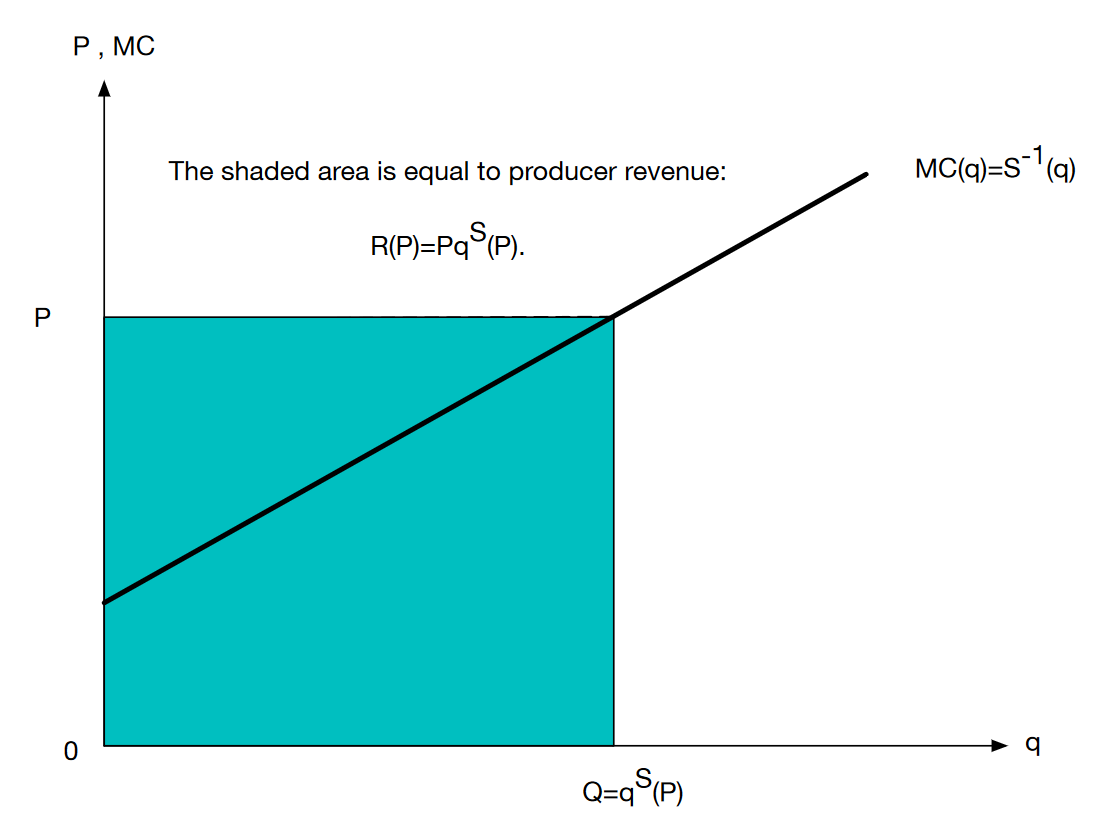 P , MC
The shaded area is equal to producer revenue:
MC(q)=S⁻¹(q)
R(P)=Pqˢ(P).
P
0
q
Q=qˢ(P)